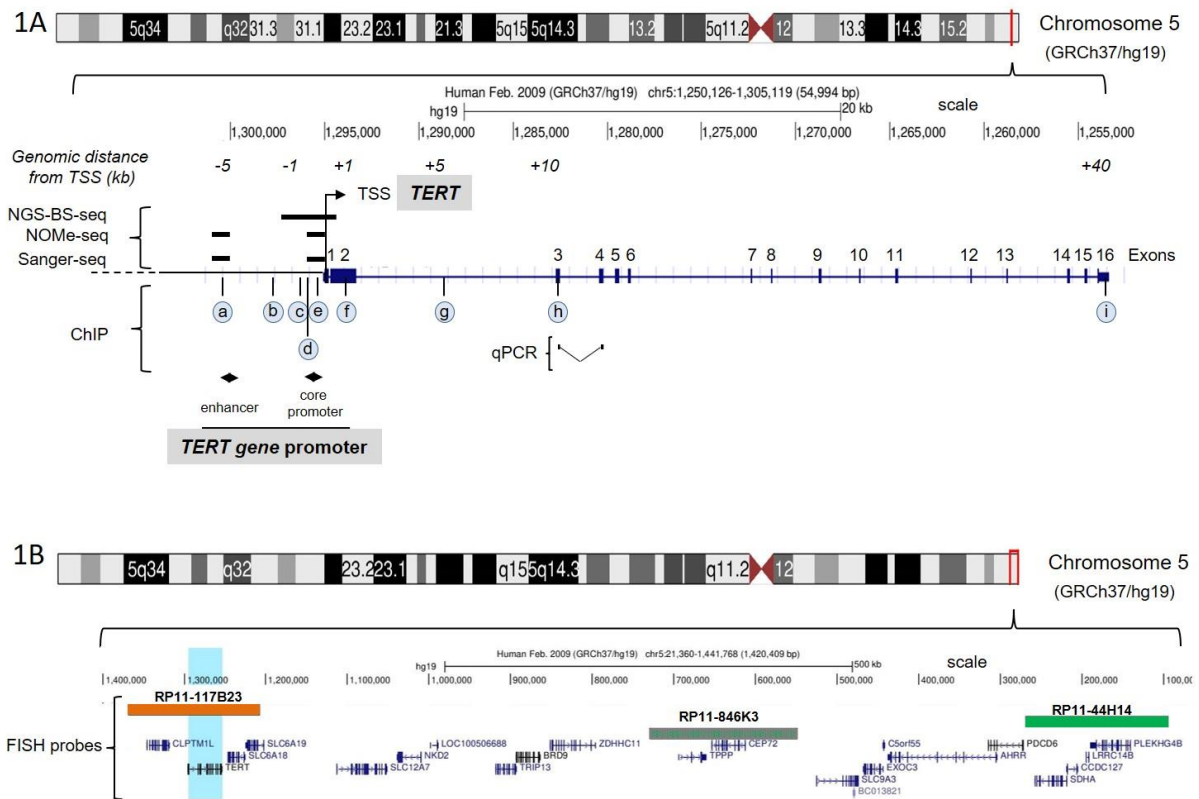 1A
5q34 q32 31.3 31.1 23.2 23.1 21.3 5q15 5q14.3 13.2 5q11.2 12 13.3 14.3 15.2
Chromosome 5
(GRCh37/hg19)
Human Feb. 2009 (GRCh37/hg19) chr5:1,250,126-1,305,119 (54,994 bp)
hg19 20 kb scale
1,300,000 1,295,000 1,290,000 1,285,000 1,280,000 1,275,000 1,270,000 1,265,000 1,260,000 1,255,000
Genomic distance
from TSS (kb)
-5 -1 +1 +5 +10 +40
TSS TERT
NGS-BS-seq
NOMe-seq
Sanger-seq
1 2 3 4 5 6 7 8 9 10 11 12 13 14 15 16 Exons
a b c e f g h i
d
ChIP
qPCR
enhancer
core
promoter
TERT gene promoter
1B
5q34 q32 23.2 23.1 q15 5q14.3 q11.2 12
Chromosome 5
(GRCh37/hg19)
Human Feb. 2009 (GRCh37/hg19) chr5:21,360-1,441,768 (1,420,409 bp)
hg19 500 kb scale
1,400,000 1,300,000 1,200,000 1,100,000 1,000,000 900,000 800,000 700,000 600,000 500,000 400,000 300,000 200,000 100,00
RP11-117B23
RP11-846K3
RP11-44H14
FISH probes
CLPTM1L SLC6A19 LOC100506688 ZDHHC11 CEP72 C5orf55 PDCD6 PLEKHG4B
SLC6A18 NKD2 BRD9 TPPP AHRR LRRC14B
TERT SLC12A7 TRIP13 EXOC3 CCDC127
SLC9A3 SDHA
BC013821